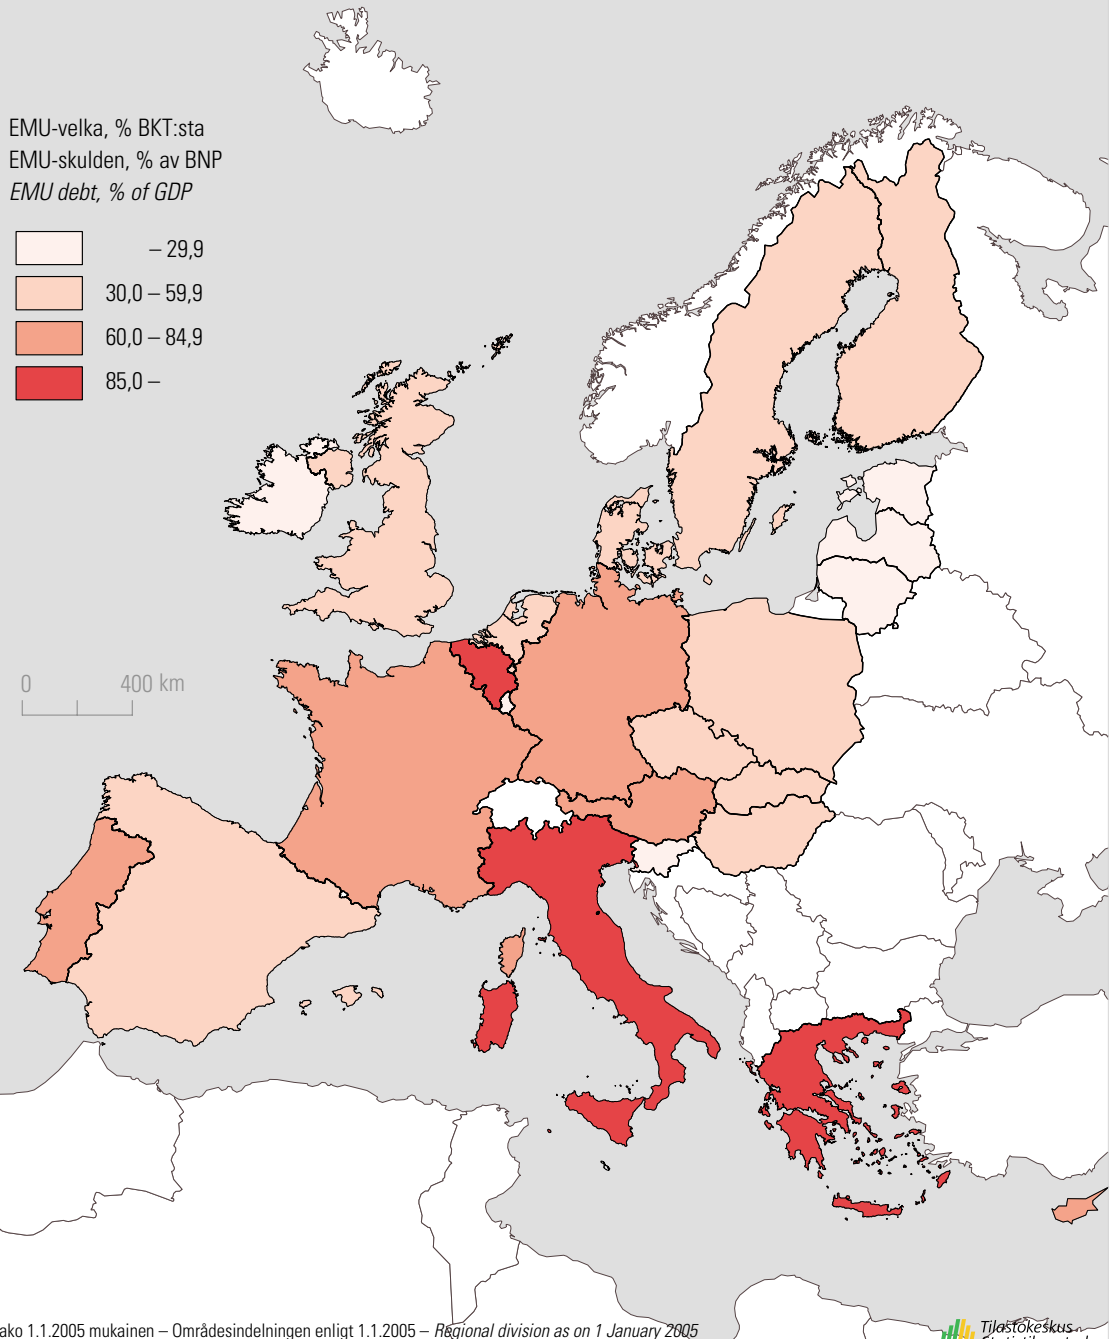 EMU-velka, % BKT:sta
EMU-skulden, % av BNP
EMU debt, % of GDP
– 29,9
30,0 – 59,9
60,0 – 84,9
85,0 –
0 400 km
1.1.2005 mukainen – Områdesindelningen enligt 1.1.2005 – Regional division as on 1 January 2005
Tilastokeskus